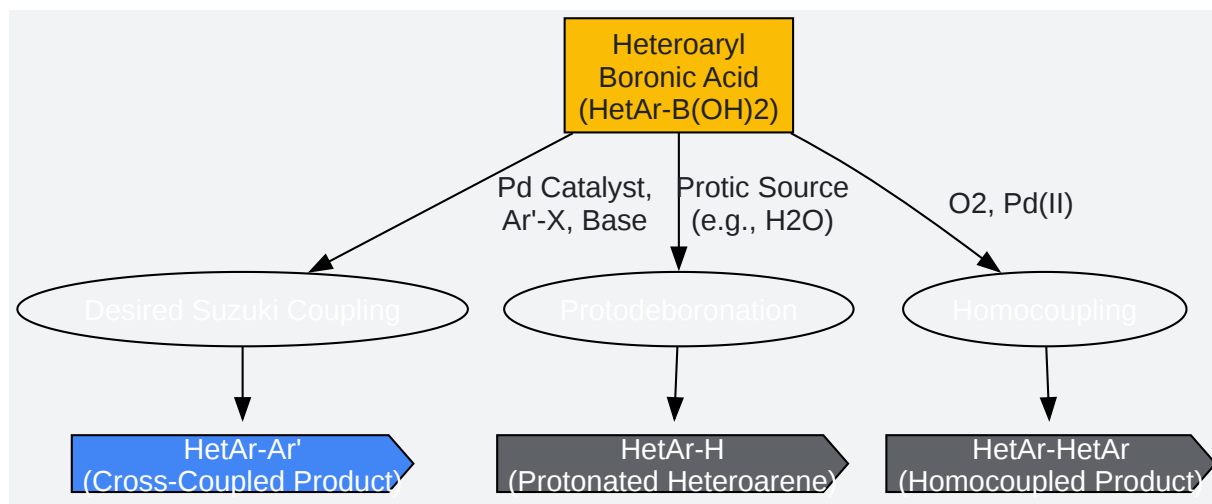 Heteroaryl
Boronic Acid
(HetAr-B(OH)2)
Pd Catalyst,
Ar'-X, Base
Protic Source
(e.g., H2O)
O2, Pd(II)
Desired Suzuki Coupling
Protodeboronation
Homocoupling
HetAr-Ar'
(Cross-Coupled Product)
HetAr-H
(Protonated Heteroarene)
HetAr-HetAr
(Homocoupled Product)